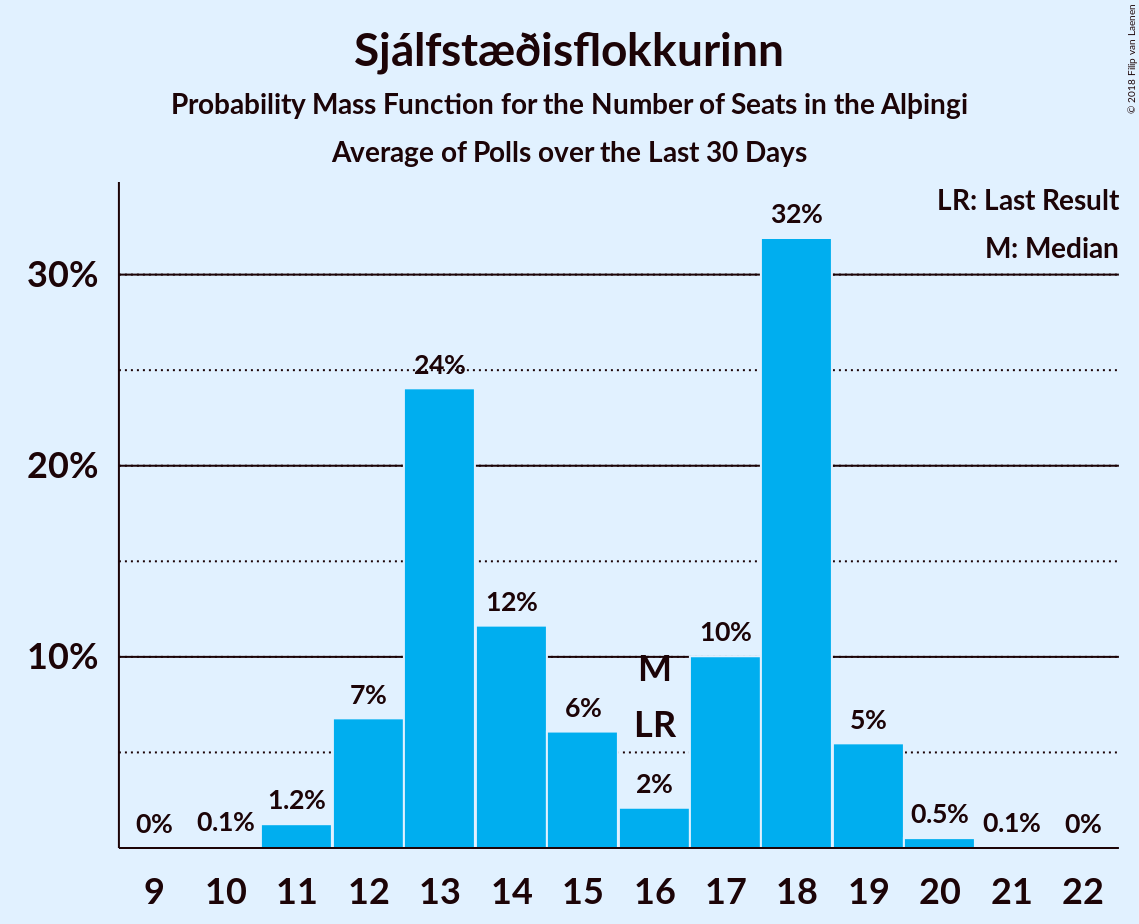 Sjálfstæðisflokkurinn
Probability Mass Function for the Number of Seats in the Alþingi
Average of Polls over the Last 30 Days
© 2018 Filip van Laenen
LR: Last Result
M: Median
30%
20%
10%
0%
0.1%
1.2%
7%
24%
12%
6%
M
LR
2%
10%
32%
5%
0.5%
0.1%
0%
9 10 11 12 13 14 15 16 17 18 19 20 21 22